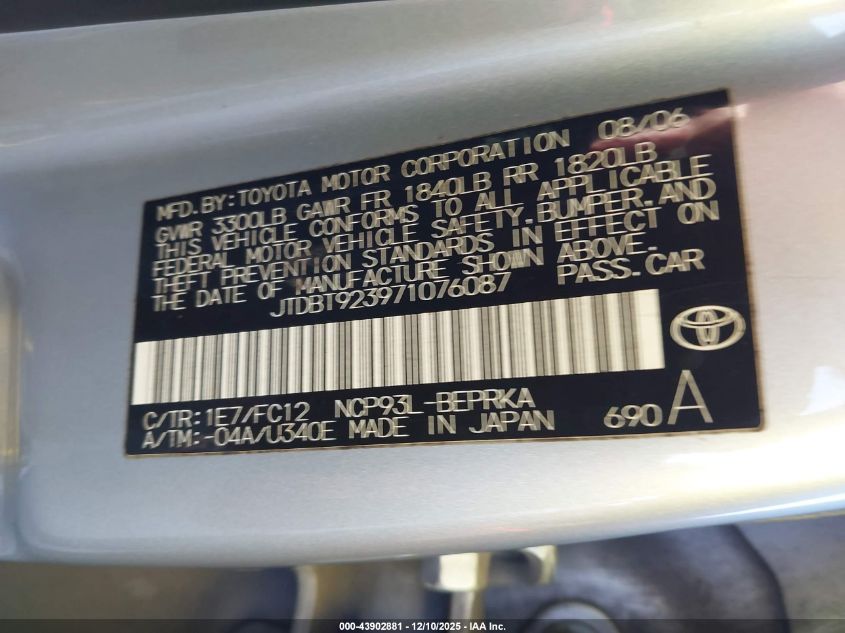 MFD. BY: TOYOTA MOTOR CORPORATION 08/06
GVWR 3300LB GAWR FR 1840LB RR 1820LB
THIS VEHICLE CONFORMS TO ALL APPLICABLE
FEDERAL MOTOR VEHICLE SAFETY, BUMPER, AND
THEFT PREVENTION STANDARDS IN EFFECT ON
THE DATE OF MANUFACTURE SHOWN ABOVE.
JTDBT923971076087 PASS. CAR
C/TR: 1E7/FC12 NCP93L-BEPRKA
A/TM: -04A/U340E MADE IN JAPAN 690 A
000-43902881 - 12/10/2025 - IAA Inc.